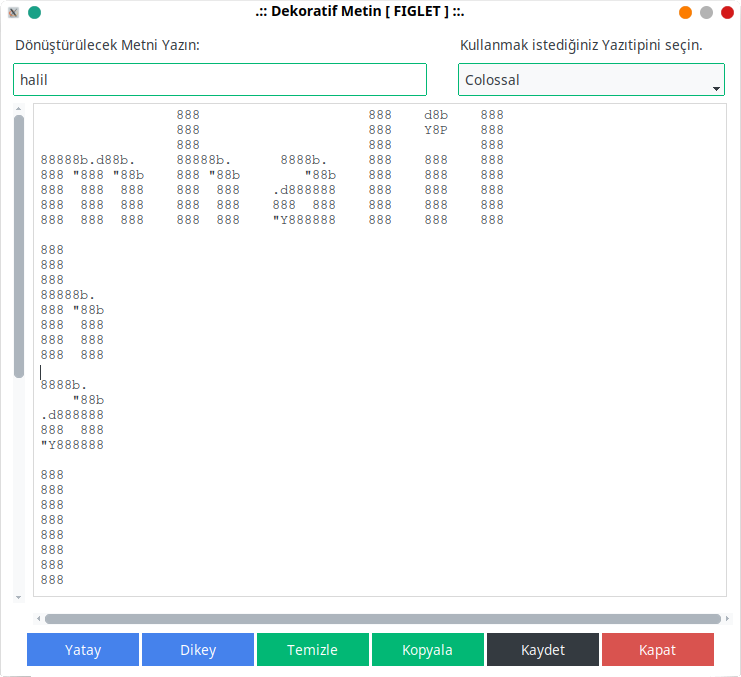 .:: Dekoratif Metin [ FIGLET ] ::.
Dönüştürülecek Metni Yazın: Kullanmak istediğiniz Yazıtipini seçin.
halil Colossal
                 888                     888    d8b    888
                 888                     888    Y8P    888
                 888                     888           888
88888b.d88b.     88888b.      8888b.     888    888    888
888 "888 "88b    888 "88b        "88b    888    888    888
888  888  888    888  888    .d888888    888    888    888
888  888  888    888  888    888  888    888    888    888
888  888  888    888  888    "Y888888    888    888    888

888
888
888
88888b.
888 "88b
888  888
888  888
888  888

8888b.
    "88b
.d888888
888  888
"Y888888

888
888
888
888
888
888
888
888
Yatay Dikey Temizle Kopyala Kaydet Kapat